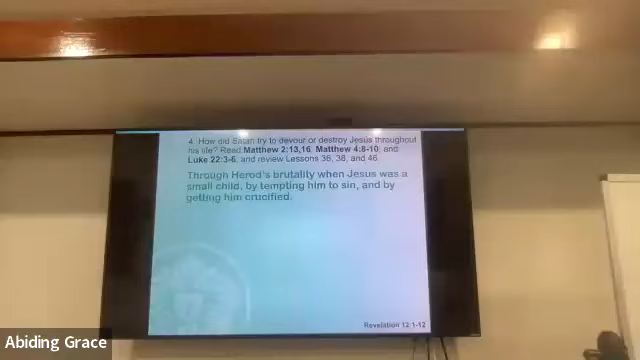 4. How did Satan try to devour or destroy Jesus throughout
his life? Read Matthew 2:13,16, Matthew 4:8-10, and
Luke 22:3-6, and review Lessons 36, 38, and 46.
Through Herod's brutality when Jesus was a
small child, by tempting him to sin, and by
getting him crucified.
Revelation 12:1-12
Abiding Grace